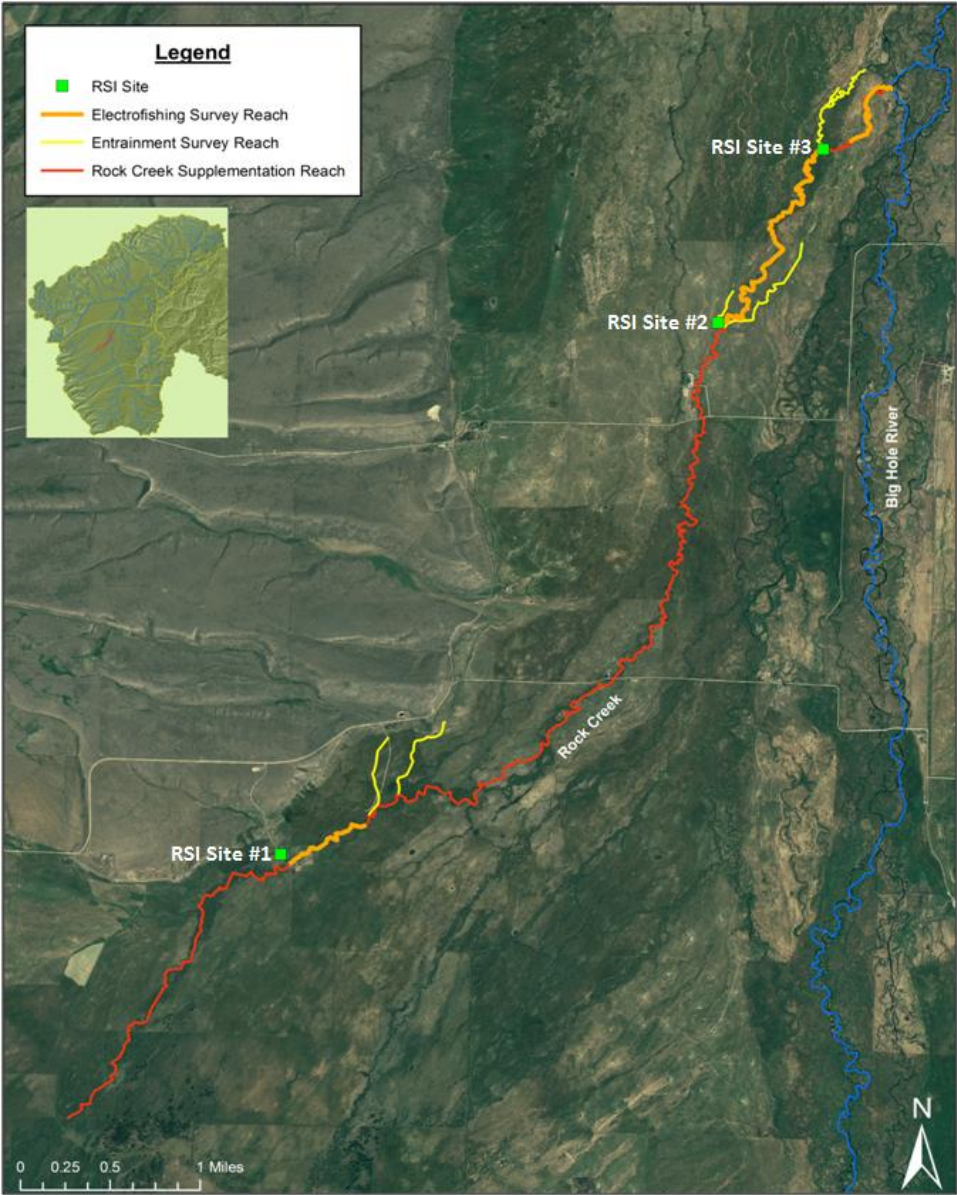 Legend
RSI Site
Electrofishing Survey Reach
Entrainment Survey Reach
Rock Creek Supplementation Reach
RSI Site #3
RSI Site #2
Big Hole River
Rock Creek
RSI Site #1
N
0 0.25 0.5 1 Miles